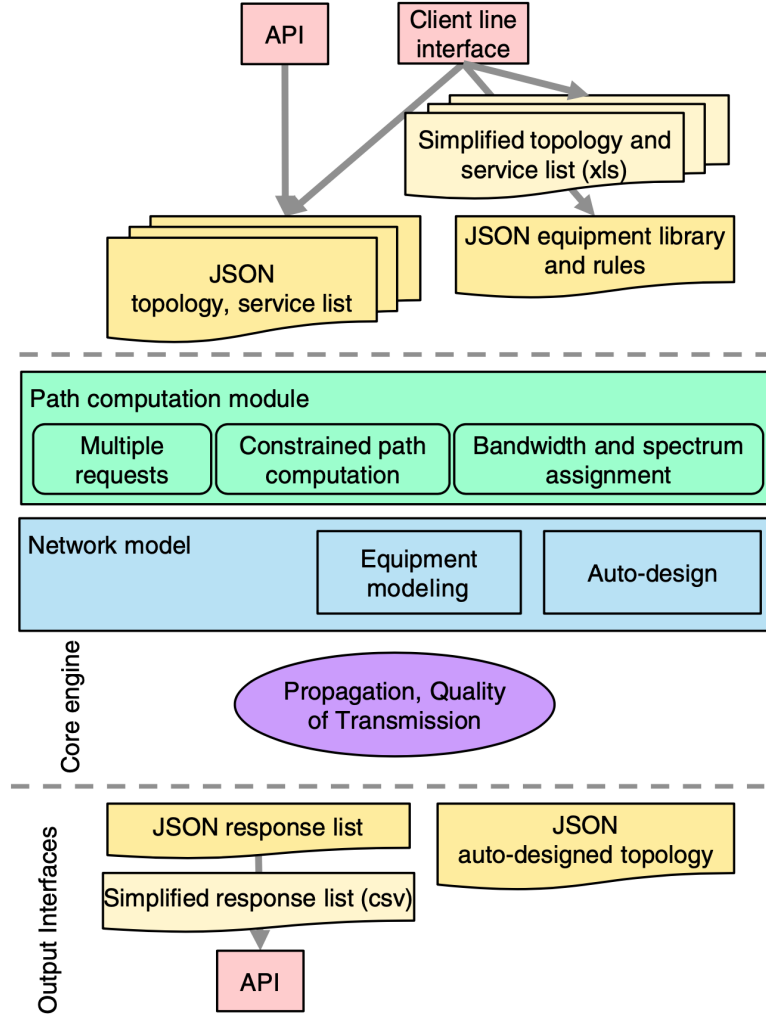 API
Client line
interface
Simplified topology and
service list (xls)
JSON
topology, service list
JSON equipment library
and rules
Path computation module
Multiple
requests
Constrained path
computation
Bandwidth and spectrum
assignment
Network model
Equipment
modeling
Auto-design
Core engine
Propagation, Quality
of Transmission
Output Interfaces
JSON response list
JSON
auto-designed topology
Simplified response list (csv)
API